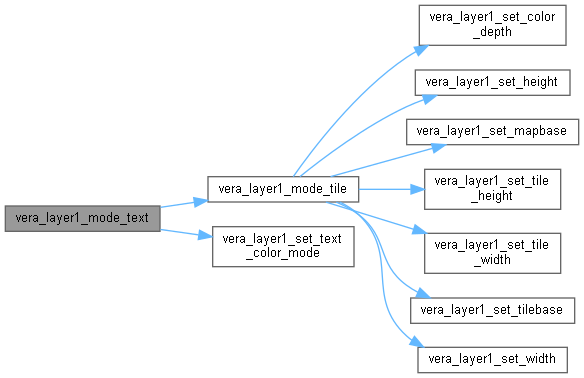 vera_layer1_set_color
_depth
vera_layer1_set_height
vera_layer1_set_mapbase
vera_layer1_mode_tile
vera_layer1_set_tile
_height
vera_layer1_mode_text
vera_layer1_set_text
_color_mode
vera_layer1_set_tile
_width
vera_layer1_set_tilebase
vera_layer1_set_width